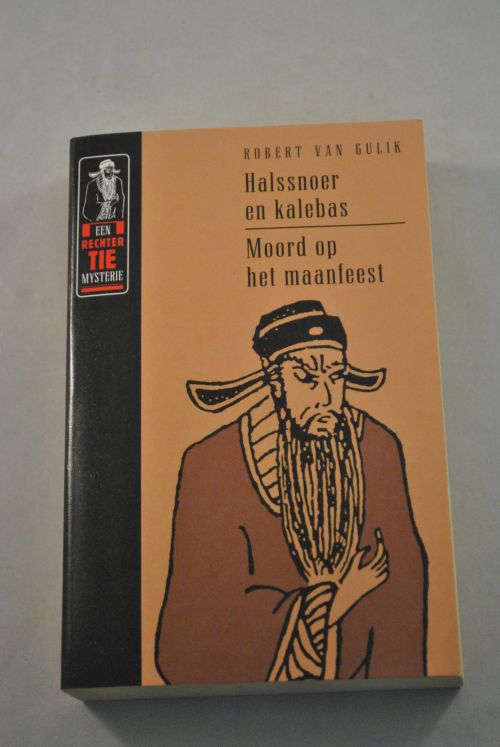 ROBERT VAN GULIK
Halssnoer
en kalebas
Moord op
het maanfeest
EEN
RECHTER
TIE
MYSTERIE